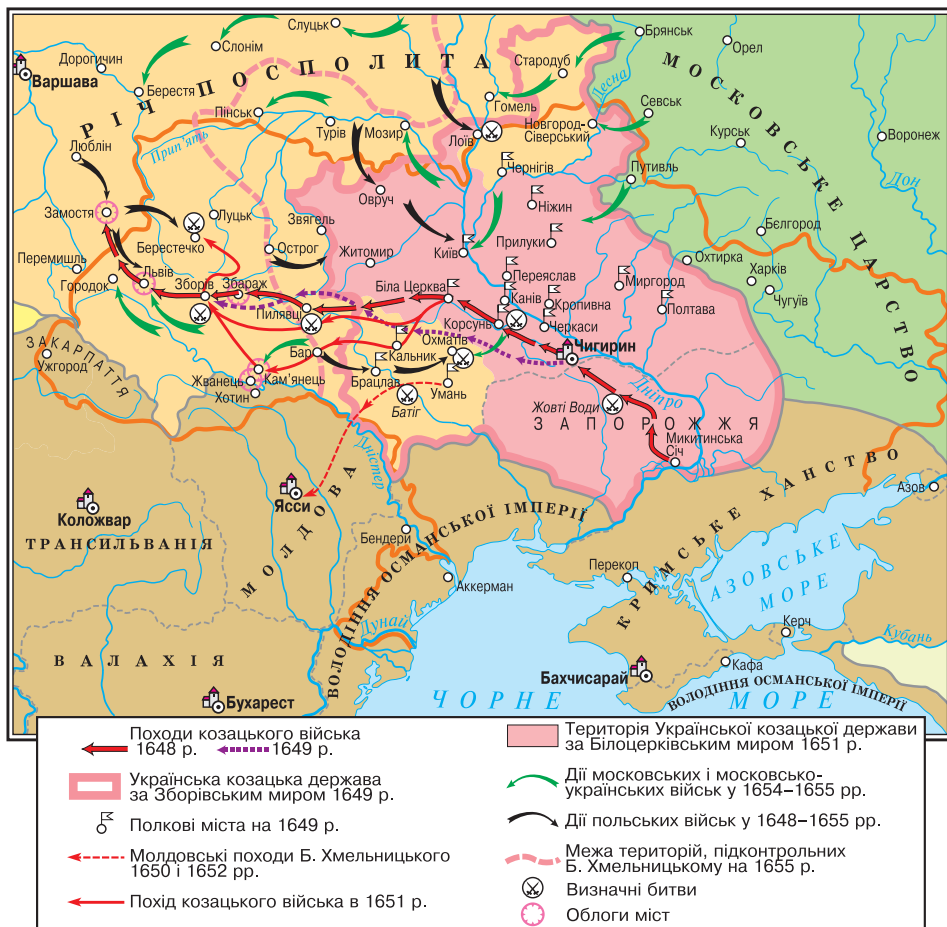 Слуцьк
Слонім
Дорогичин
Варшава
Берестя
РІЧ ПОСПОЛИТА
Пінськ
Прип'ять
Турів
Мозир
Лоїв
Гомель
Стародуб
Десна
Новгород-
Сіверський
Брянськ
Орел
МОСКОВСЬКЕ ЦАРСТВО
Севськ
Курськ
Воронеж
Дон
Путивль
Люблін
Замостя
Луцьк
Берестечко
Звягель
Острог
Овруч
Чернігів
Ніжин
Прилуки
Київ
Житомир
Бєлгород
Охтирка
Харків
Чугуїв
Перемишль
Городок
Львів
Зборів
Збараж
Пилявці
Біла Церква
Переяслав
Канів
Кропивна
Миргород
Полтава
Черкаси
Корсунь
Чигирин
ЗАКАРПАТТЯ
Ужгород
Бар
Кальник
Охматів
Жванець
Кам'янець
Хотин
Брацлав
Батіг
Умань
Дніпро
Жовті Води
ЗАПОРОЖЖЯ
Микитинська
Січ
Дністер
Ясси
МОЛДОВА
Коложвар
ТРАНСИЛЬВАНІЯ
Бендери
ВОЛОДІННЯ ОСМАНСЬКОЇ ІМПЕРІЇ
Аккерман
КРИМСЬКЕ ХАНСТВО
Азов
Перекоп
АЗОВСЬКЕ
МОРЕ
Керч
Кубань
Дунай
ВАЛАХІЯ
Бухарест
Бахчисарай
Кафа
ЧОРНЕ МОРЕ
ВОЛОДІННЯ ОСМАНСЬКОЇ ІМПЕРІЇ
Походи козацького війська
1648 р. 1649 р.
Українська козацька держава
за Зборівським миром 1649 р.
Полкові міста на 1649 р.
Молдовські походи Б. Хмельницького
1650 і 1652 рр.
Похід козацького війська в 1651 р.
Територія Української козацької держави
за Білоцерківським миром 1651 р.
Дії московських і московсько-
українських військ у 1654–1655 рр.
Дії польських військ у 1648–1655 рр.
Межа територій, підконтрольних
Б. Хмельницькому на 1655 р.
Визначні битви
Облоги міст